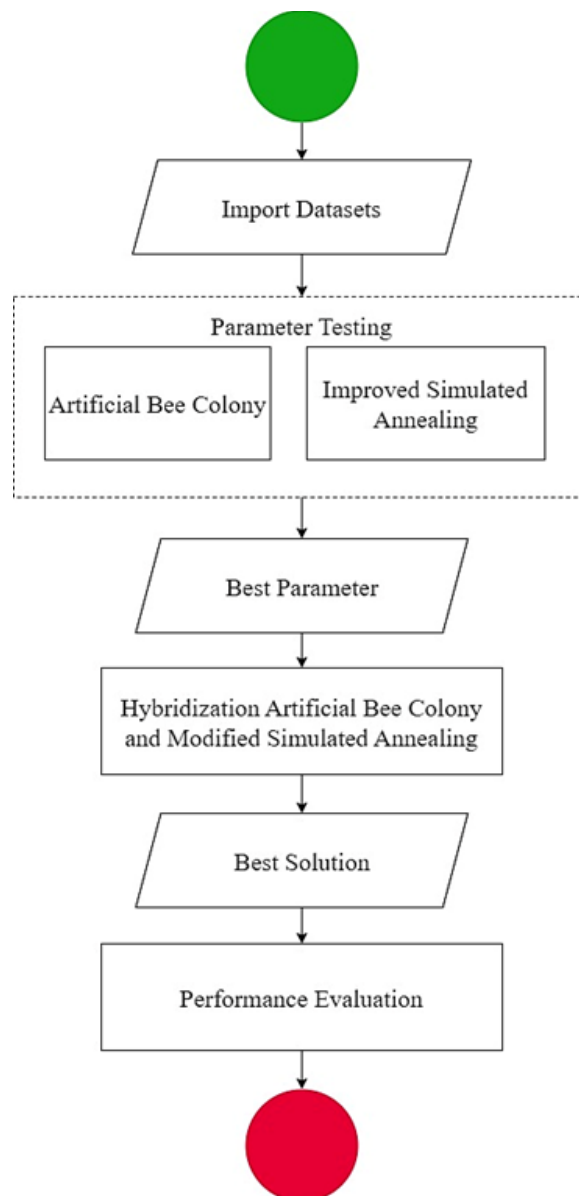 Import Datasets
Parameter Testing
Artificial Bee Colony
Improved Simulated
Annealing
Best Parameter
Hybridization Artificial Bee Colony
and Modified Simulated Annealing
Best Solution
Performance Evaluation